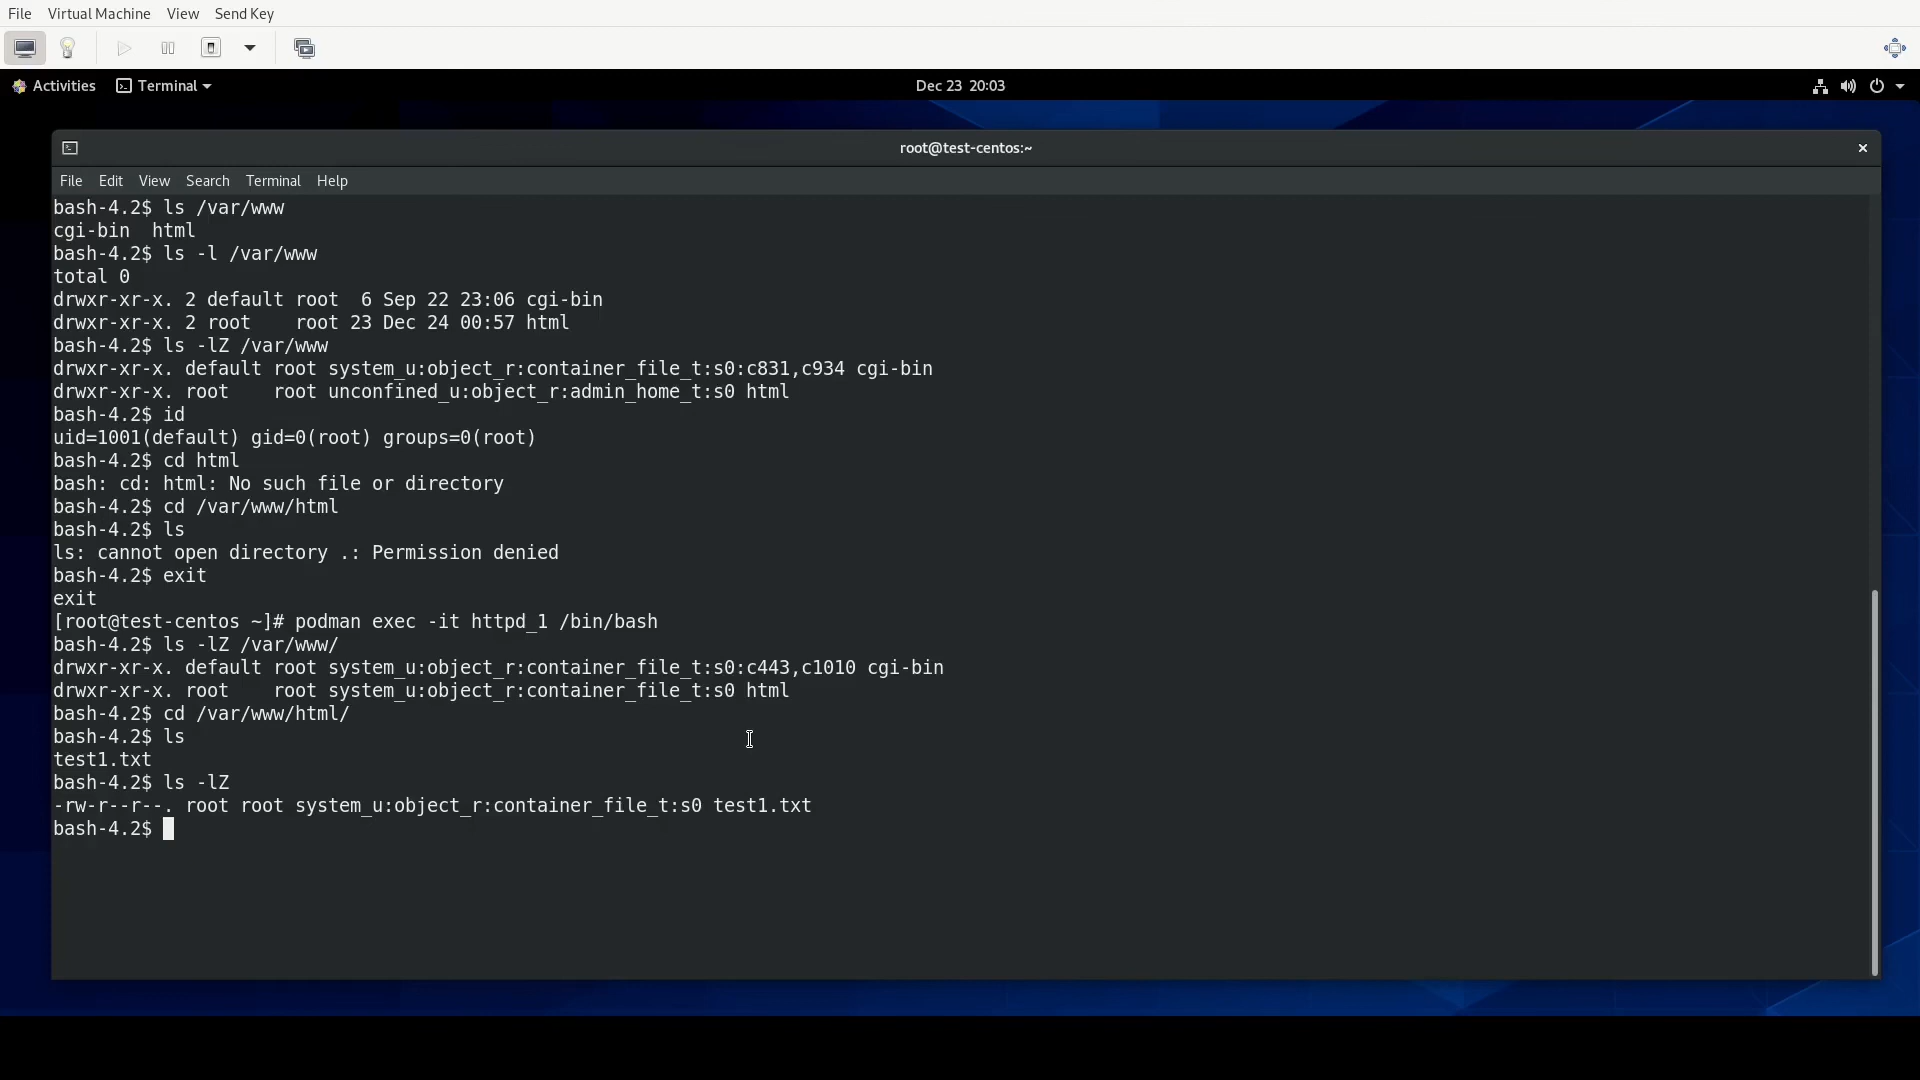 File Virtual Machine View Send Key
Activities Terminal Dec 23 20:03
root@test-centos:~ ×
File Edit View Search Terminal Help
bash-4.2$ ls /var/www
cgi-bin  html
bash-4.2$ ls -l /var/www
total 0
drwxr-xr-x. 2 default root  6 Sep 22 23:06 cgi-bin
drwxr-xr-x. 2 root    root 23 Dec 24 00:57 html
bash-4.2$ ls -lZ /var/www
drwxr-xr-x. default root system_u:object_r:container_file_t:s0:c831,c934 cgi-bin
drwxr-xr-x. root    root unconfined_u:object_r:admin_home_t:s0 html
bash-4.2$ id
uid=1001(default) gid=0(root) groups=0(root)
bash-4.2$ cd html
bash: cd: html: No such file or directory
bash-4.2$ cd /var/www/html
bash-4.2$ ls
ls: cannot open directory .: Permission denied
bash-4.2$ exit
exit
[root@test-centos ~]# podman exec -it httpd_1 /bin/bash
bash-4.2$ ls -lZ /var/www/
drwxr-xr-x. default root system_u:object_r:container_file_t:s0:c443,c1010 cgi-bin
drwxr-xr-x. root    root system_u:object_r:container_file_t:s0 html
bash-4.2$ cd /var/www/html/
bash-4.2$ ls
test1.txt
bash-4.2$ ls -lZ
-rw-r--r--. root root system_u:object_r:container_file_t:s0 test1.txt
bash-4.2$